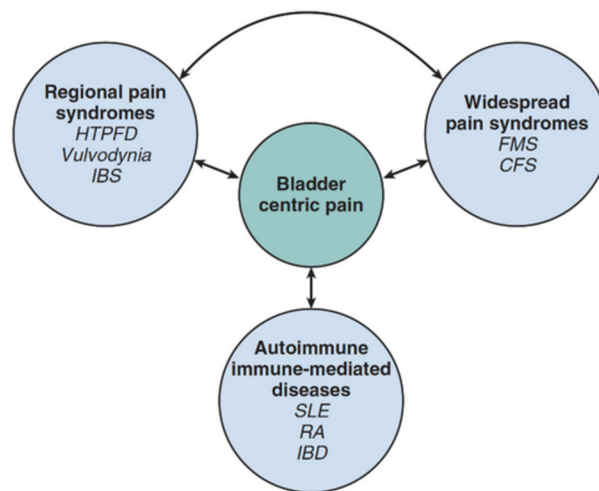 Regional pain
syndromes
HTPFD
Vulvodynia
IBS
Widespread
pain syndromes
FMS
CFS
Bladder
centric pain
Autoimmune
immune-mediated
diseases
SLE
RA
IBD